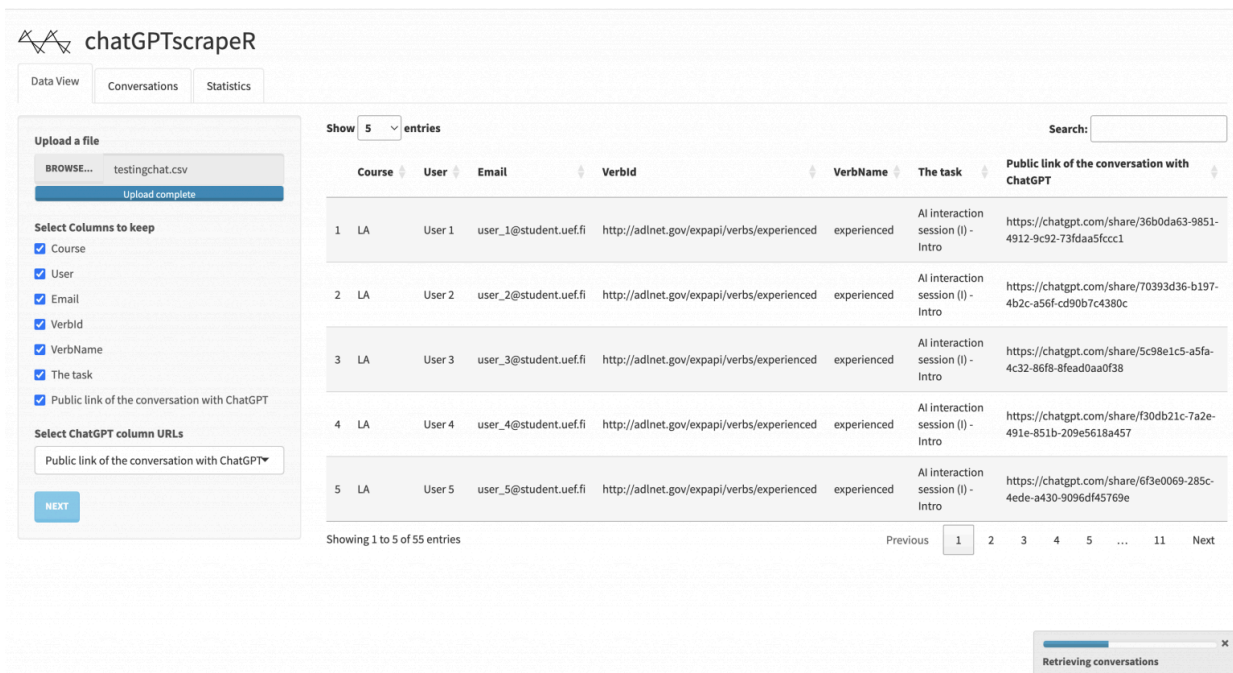 chatGPTscrapeR
Data View
Conversations
Statistics
Upload a file
BROWSE... testingchat.csv
Upload complete
Select Columns to keep
Course
User
Email
VerbId
VerbName
The task
Public link of the conversation with ChatGPT
Select ChatGPT column URLs
Public link of the conversation with ChatGPT
NEXT
Show 5 entries
Search:
Course User Email VerbId VerbName The task Public link of the conversation with
ChatGPT
AI interaction
1 LA User 1 user_1@student.uef.fi http://adlnet.gov/expapi/verbs/experienced experienced session (I) - https://chatgpt.com/share/36b0da63-9851-
Intro 4912-9c92-73fdaa5fccc1
AI interaction
2 LA User 2 user_2@student.uef.fi http://adlnet.gov/expapi/verbs/experienced experienced session (I) - https://chatgpt.com/share/70393d36-b197-
Intro 4b2c-a56f-cd90b7c4380c
AI interaction
3 LA User 3 user_3@student.uef.fi http://adlnet.gov/expapi/verbs/experienced experienced session (I) - https://chatgpt.com/share/5c98e1c5-a5fa-
Intro 4c32-86f8-8fead0aa0f38
AI interaction
4 LA User 4 user_4@student.uef.fi http://adlnet.gov/expapi/verbs/experienced experienced session (I) - https://chatgpt.com/share/f30db21c-7a2e-
Intro 491e-851b-209e5618a457
AI interaction
5 LA User 5 user_5@student.uef.fi http://adlnet.gov/expapi/verbs/experienced experienced session (I) - https://chatgpt.com/share/6f3e0069-285c-
Intro 4ede-a430-9096df45769e
Showing 1 to 5 of 55 entries
Previous 1 2 3 4 5 ... 11 Next
Retrieving conversations